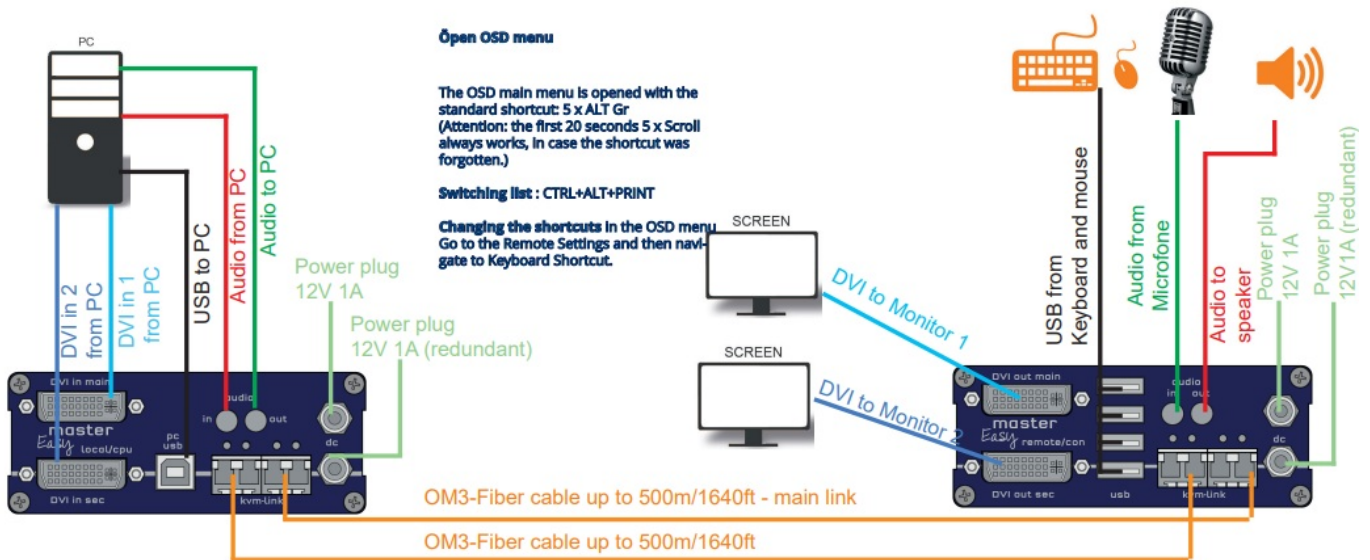 PC
Öpen OSD menu
The OSD main menu is opened with the
standard shortcut: 5 x ALT Gr
(Attention: the first 20 seconds 5 x Scroll
always works, in case the shortcut was
forgotten.)
Switching list : CTRL+ALT+PRINT
Changing the shortcuts in the OSD menu
Go to the Remote Settings and then navi-
gate to Keyboard Shortcut.
DVI in 2
from PC
DVI in 1
from PC
USB to PC
Audio from PC
Audio to PC
Power plug
12V 1A
Power plug
12V 1A (redundant)
SCREEN
SCREEN
DVI to Monitor 1
DVI to Monitor 2
USB from
Keyboard and mouse
Audio from
Microfone
Audio to
speaker
Power plug
12V 1A
Power plug
12V1A (redundant)
DVI in main
audio
in
out
master
Easy local/cpu
pc
usb
dc
DVI in sec
kvm-link
DVI out main
audio
in out
master
Easy remote/con
dc
DVI out sec
usb
kvm-link
OM3-Fiber cable up to 500m/1640ft - main link
OM3-Fiber cable up to 500m/1640ft